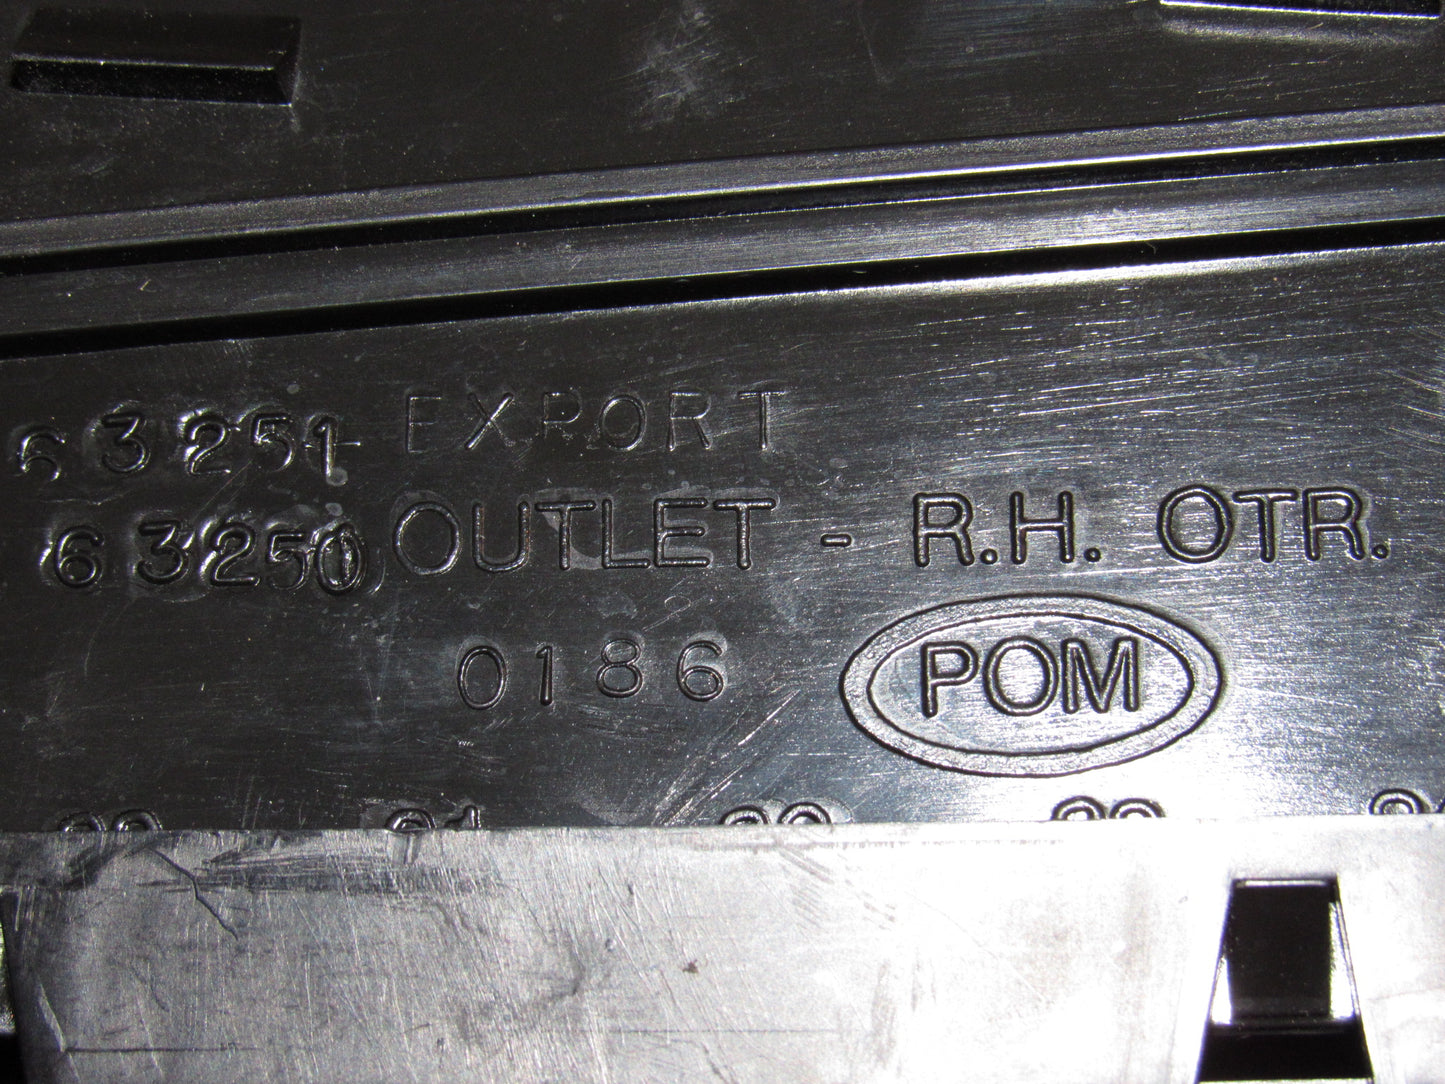 63251- EXPORT
63250 OUTLET - R.H. OTR.
0186 POM